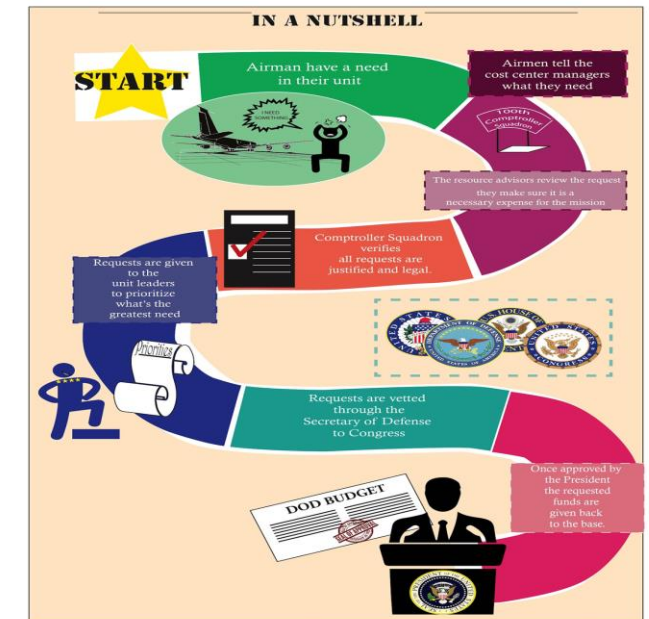 IN A NUTSHELL
START
Airman have a need
in their unit
I NEED
SOMETHING
Airmen tell the
cost center managers
what they need
100th
Comptroller
Squadron
The resource advisors review the request
they make sure it is a
necessary expense for the mission
Comptroller Squadron
verifies
all requests are
justified and legal.
Requests are given
to the
unit leaders
to prioritize
what's the
greatest need
Priorities
Requests are vetted
through the
Secretary of Defense
to Congress
DOD BUDGET
Once approved by
the President
the requested
funds are
given back
to the base.